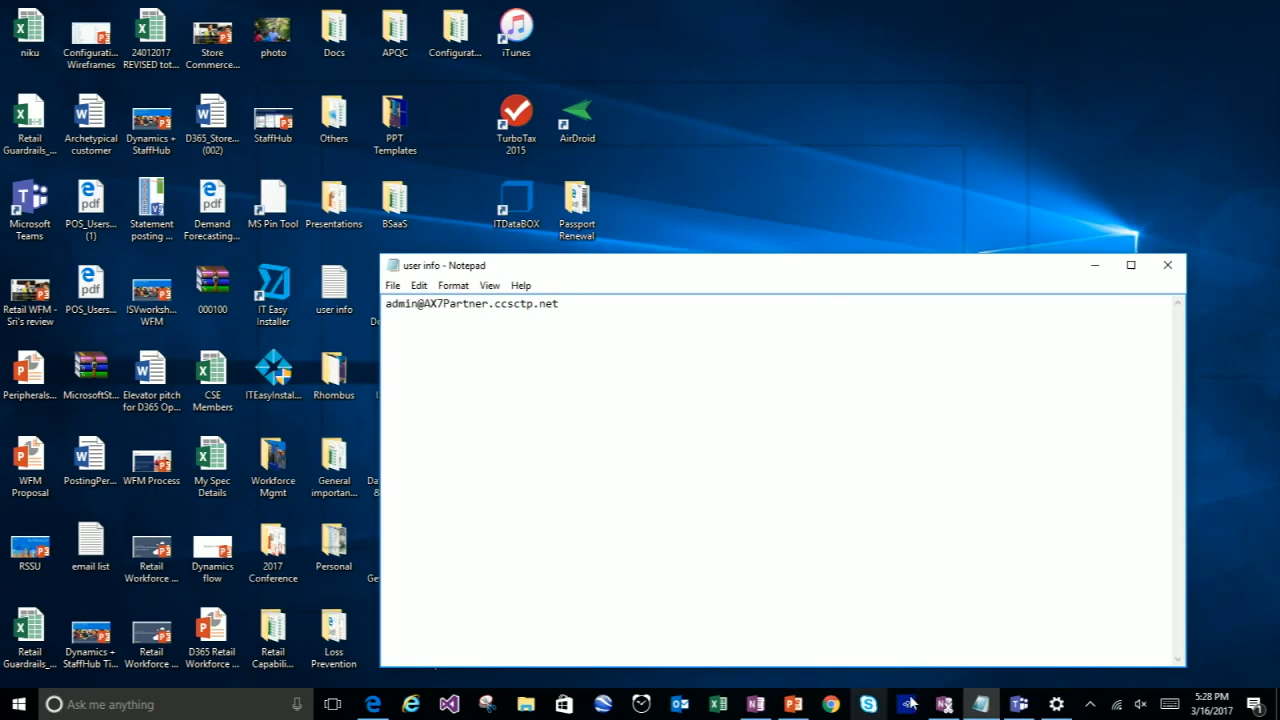 niku
Configurati...
Wireframes
24012017
REVISED tot...
Store
Commerce...
photo
Docs
APQC
Configurat...
iTunes
Retail
Guardrails_...
Archetypical
customer
Dynamics +
StaffHub
D365_Store...
(002)
StaffHub
Others
PPT
Templates
TurboTax
2015
AirDroid
Microsoft
Teams
POS_Users...
(1)
Statement
posting ...
Demand
Forecasting...
MS Pin Tool
Presentations
BSaaS
ITDataBOX
Passport
Renewal
Retail WFM -
Sri's review
POS_Users...
ISVworksh...
WFM
000100
IT Easy
Installer
user info
user info - Notepad
File Edit Format View Help
admin@AX7Partner.ccsctp.net
Peripherals...
MicrosoftSt...
Elevator pitch
for D365 Op...
CSE
Members
ITEasyInstal...
Rhombus
WFM
Proposal
PostingPer...
WFM Process
My Spec
Details
Workforce
Mgmt
General
importan...
RSSU
email list
Retail
Workforce ...
Dynamics
flow
2017
Conference
Personal
Retail
Guardrails_...
Dynamics +
StaffHub Ti...
Retail
Workforce ...
D365 Retail
Workforce ...
Retail
Capabili...
Loss
Prevention
Ask me anything
5:28 PM
3/16/2017